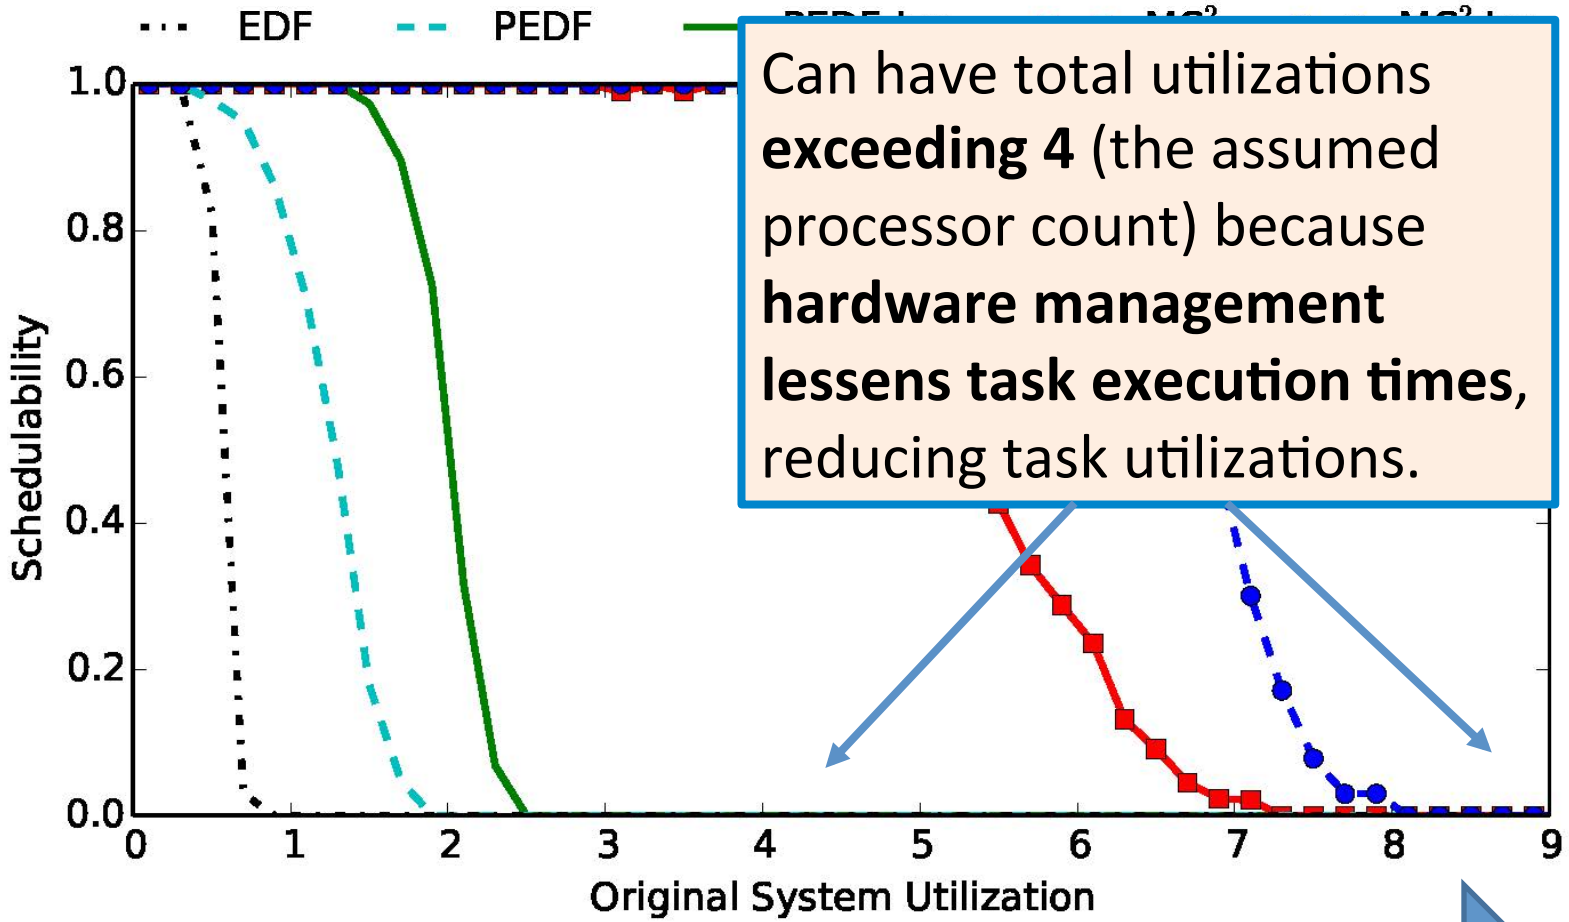 EDF PEDF
Can have total utilizations
exceeding 4 (the assumed
processor count) because
hardware management
lessens task execution times,
reducing task utilizations.
1.0
0.8
0.6
0.4
0.2
0.0
Schedulability
0 1 2 3 4 5 6 7 8 9
Original System Utilization